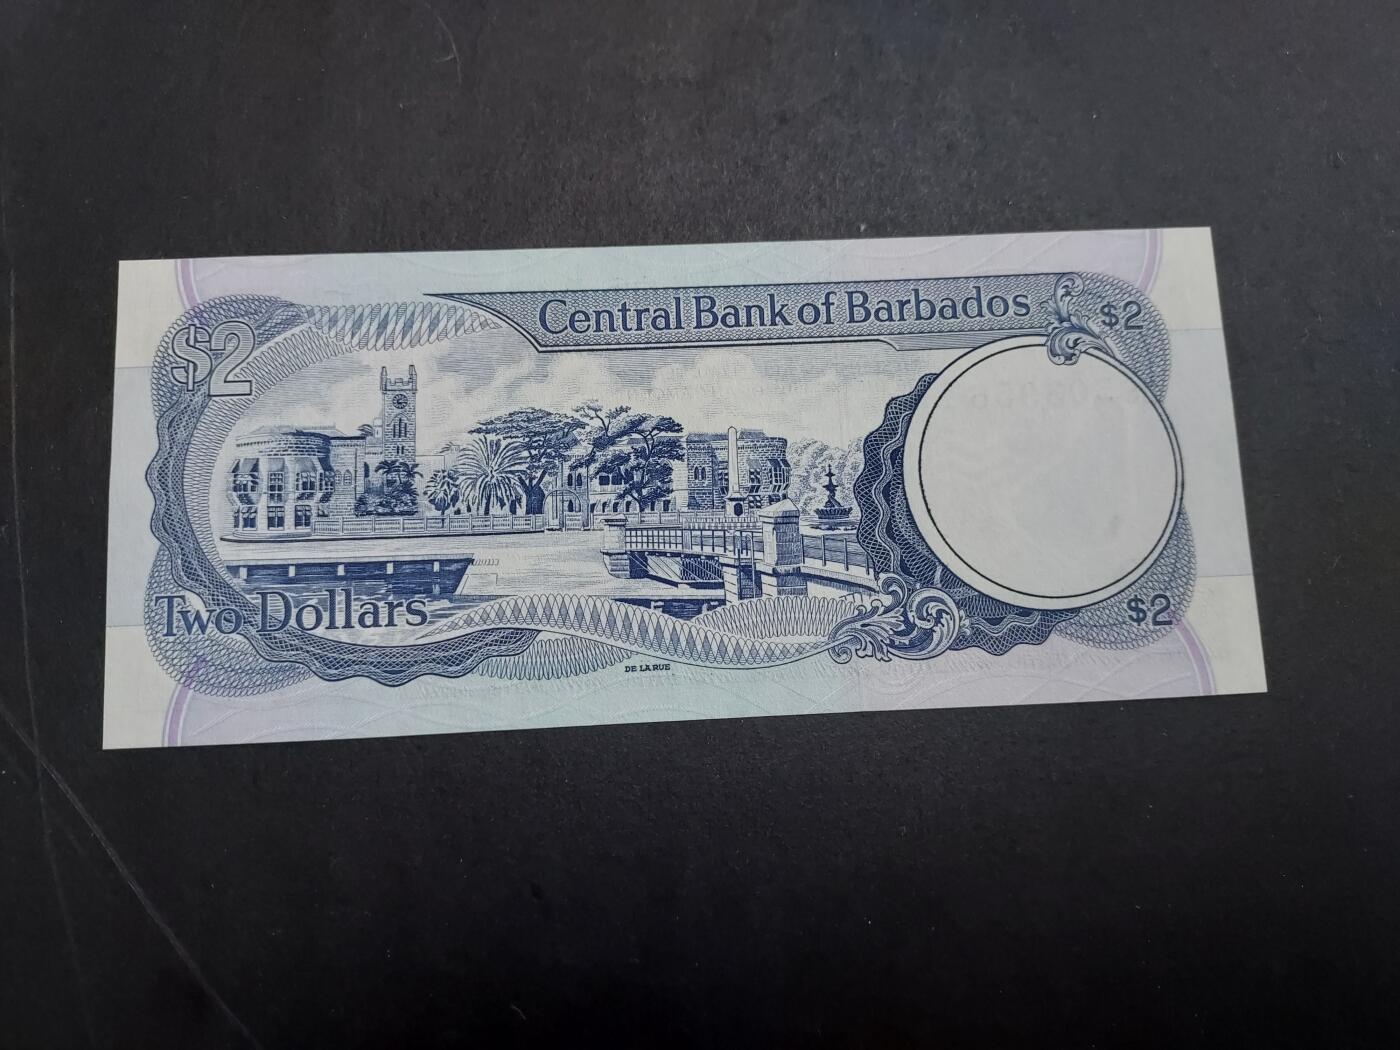 Central Bank of Barbados
$2
$2
Two Dollars
$2
DE LA RUE